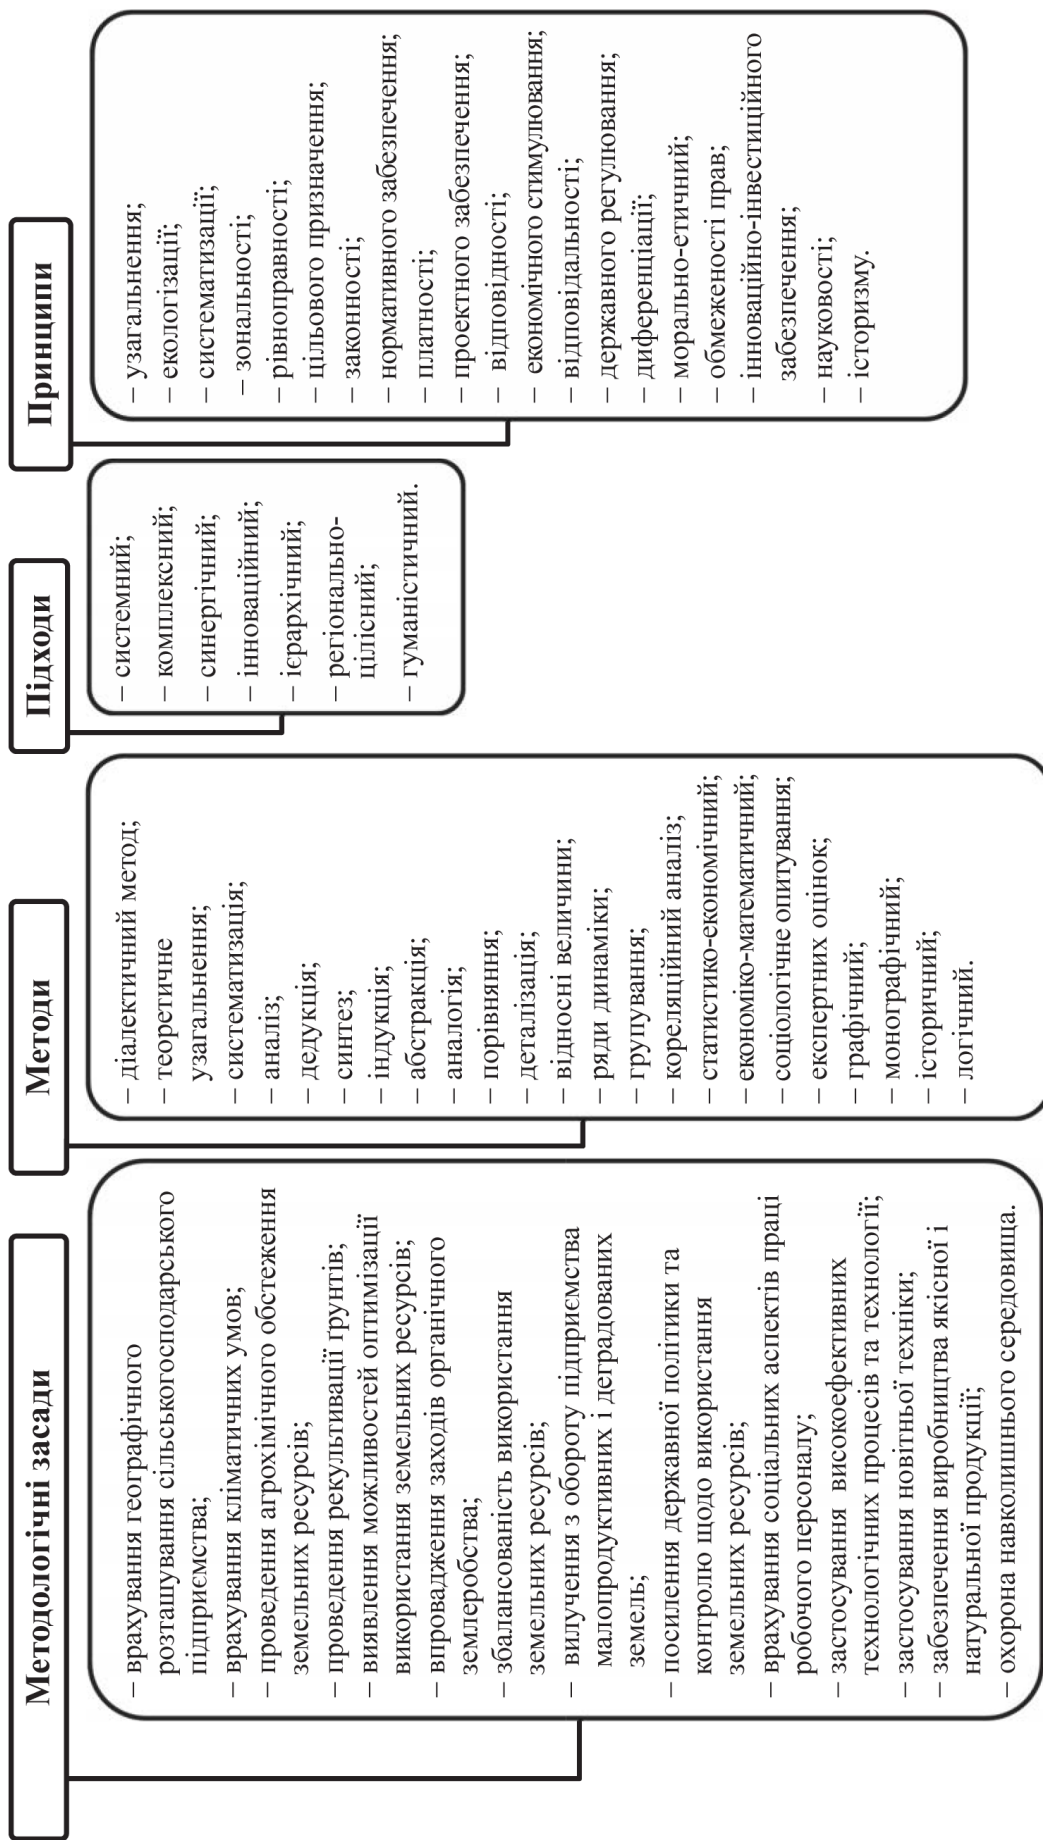 Методологічні засади
– врахування географічного
розташування сільськогосподарського
підприємства;
– врахування кліматичних умов;
– проведення агрохімічного обстеження
земельних ресурсів;
– проведення рекультивації ґрунтів;
– виявлення можливостей оптимізації
використання земельних ресурсів;
– впровадження заходів органічного
землеробства;
– збалансованість використання
земельних ресурсів;
– вилучення з обороту підприємства
малопродуктивних і деградованих
земель;
– посилення державної політики та
контролю щодо використання
земельних ресурсів;
– врахування соціальних аспектів праці
робочого персоналу;
– застосування високоефективних
технологічних процесів та технології;
– застосування новітньої техніки;
– забезпечення виробництва якісної і
натуральної продукції;
– охорона навколишнього середовища.
Методи
– діалектичний метод;
– теоретичне
узагальнення;
– систематизація;
– аналіз;
– дедукція;
– синтез;
– індукція;
– абстракція;
– аналогія;
– порівняння;
– деталізація;
– відносні величини;
– ряди динаміки;
– групування;
– кореляційний аналіз;
– статистико-економічний;
– економіко-математичний;
– соціологічне опитування;
– експертних оцінок;
– графічний;
– монографічний;
– історичний;
– логічний.
Підходи
– системний;
– комплексний;
– синергічний;
– інноваційний;
– ієрархічний;
– регіонально-
цілісний;
– гуманістичний.
Принципи
– узагальнення;
– екологізації;
– систематизації;
– зональності;
– рівноправності;
– цільового призначення;
– законності;
– нормативного забезпечення;
– платності;
– проектного забезпечення;
– відповідності;
– економічного стимулювання;
– відповідальності;
– державного регулювання;
– диференціації;
– морально-етичний;
– обмеженості прав;
– інноваційно-інвестиційного
забезпечення;
– науковості;
– історизму.